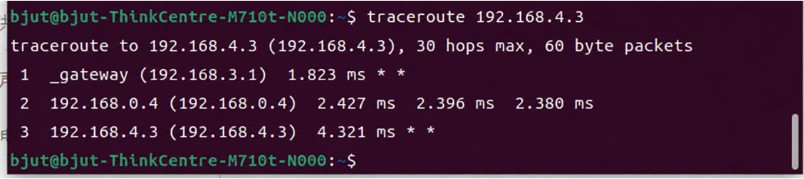 bjut@bjut-ThinkCentre-M710t-N000:~$ traceroute 192.168.4.3
traceroute to 192.168.4.3 (192.168.4.3), 30 hops max, 60 byte packets
 1  _gateway (192.168.3.1)  1.823 ms * *
 2  192.168.0.4 (192.168.0.4)  2.427 ms  2.396 ms  2.380 ms
 3  192.168.4.3 (192.168.4.3)  4.321 ms * *
bjut@bjut-ThinkCentre-M710t-N000:~$